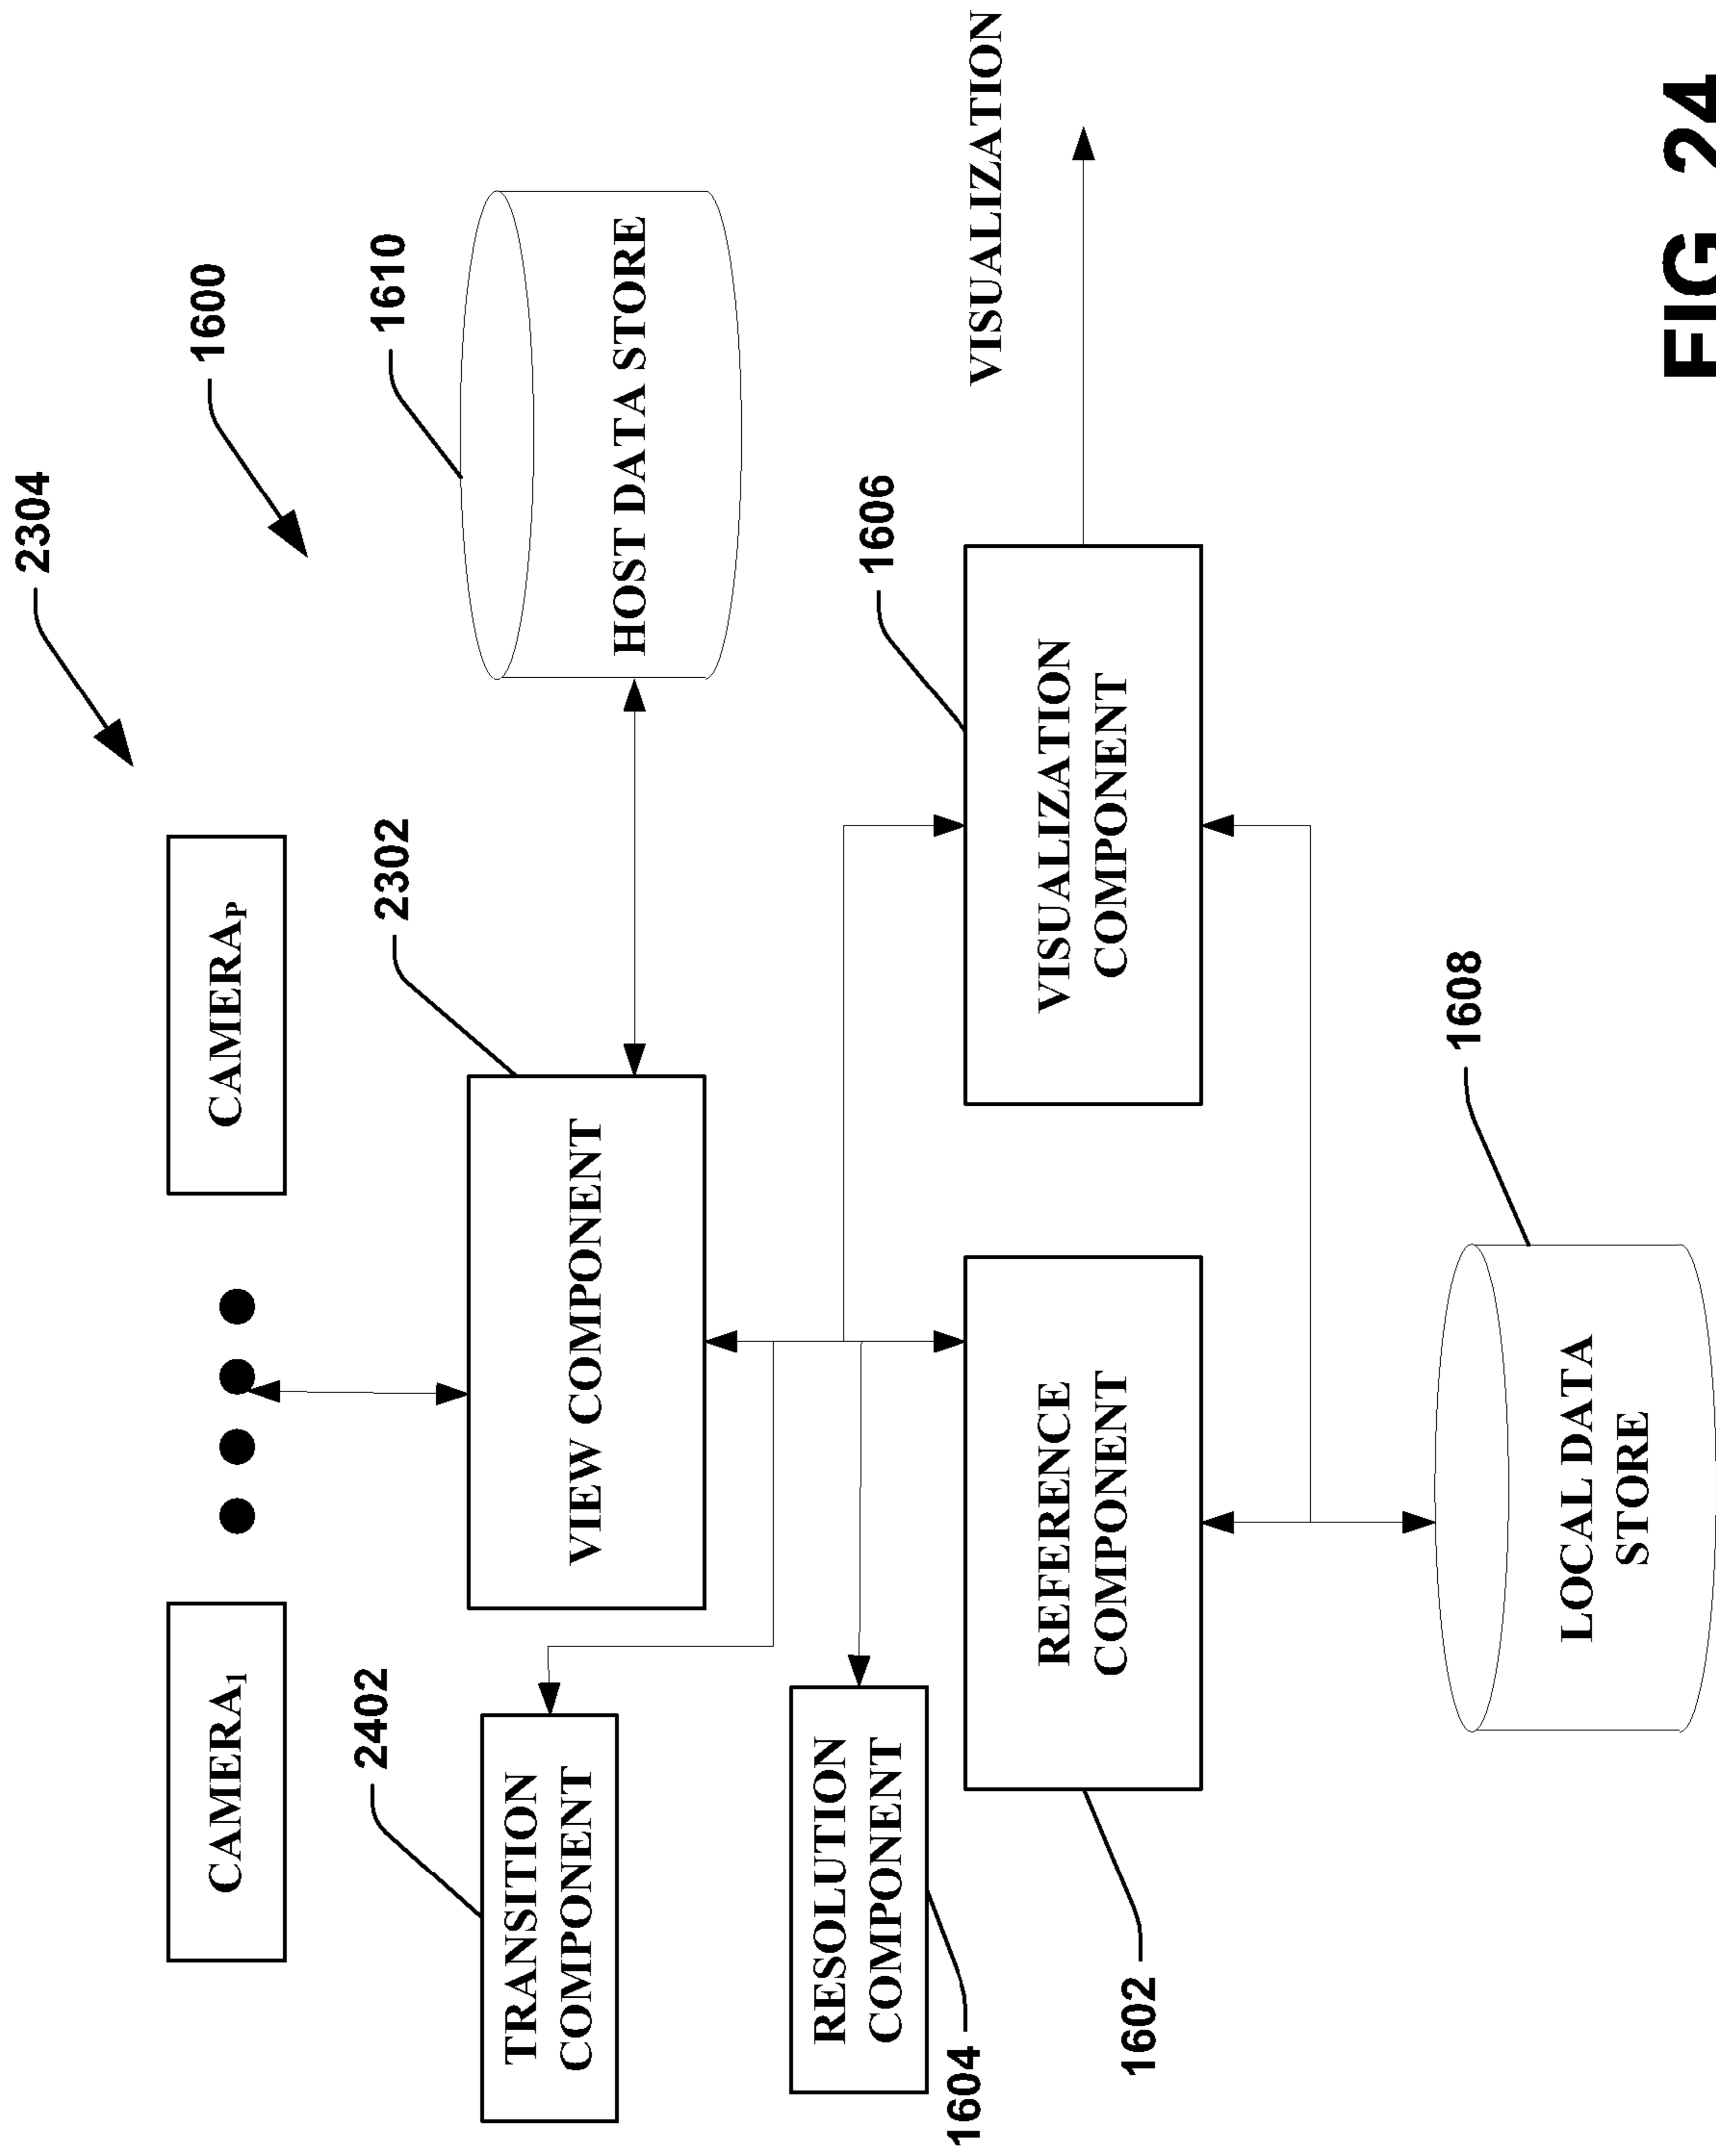 2304
1600
CAMERA1
CAMERAP
2402
2302
1610
TRANSITION
COMPONENT
VIEW COMPONENT
HOST DATA STORE
RESOLUTION
COMPONENT
1604
1606
REFERENCE
COMPONENT
VISUALIZATION
COMPONENT
VISUALIZATION
1602
1608
LOCAL DATA
STORE
FIG. 24